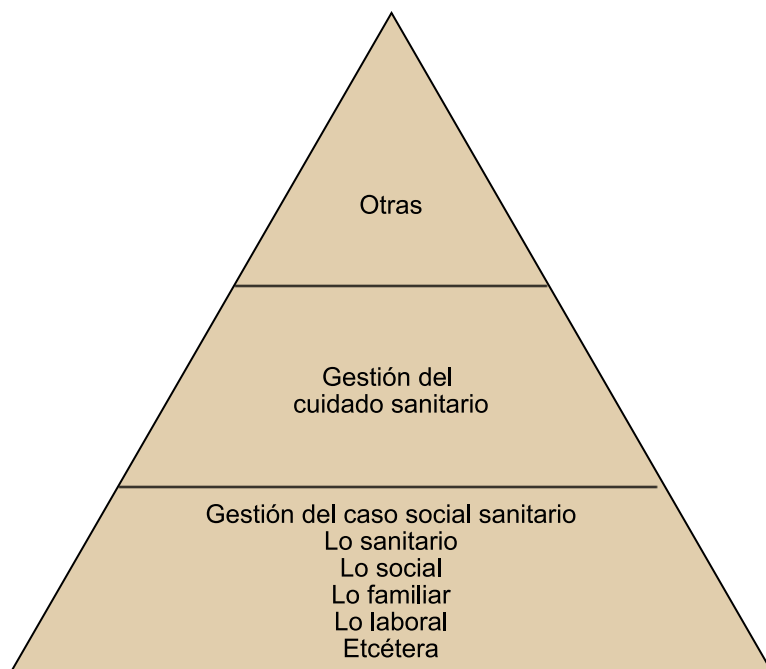 Otras
Gestión del
cuidado sanitario
Gestión del caso social sanitario
Lo sanitario
Lo social
Lo familiar
Lo laboral
Etcétera